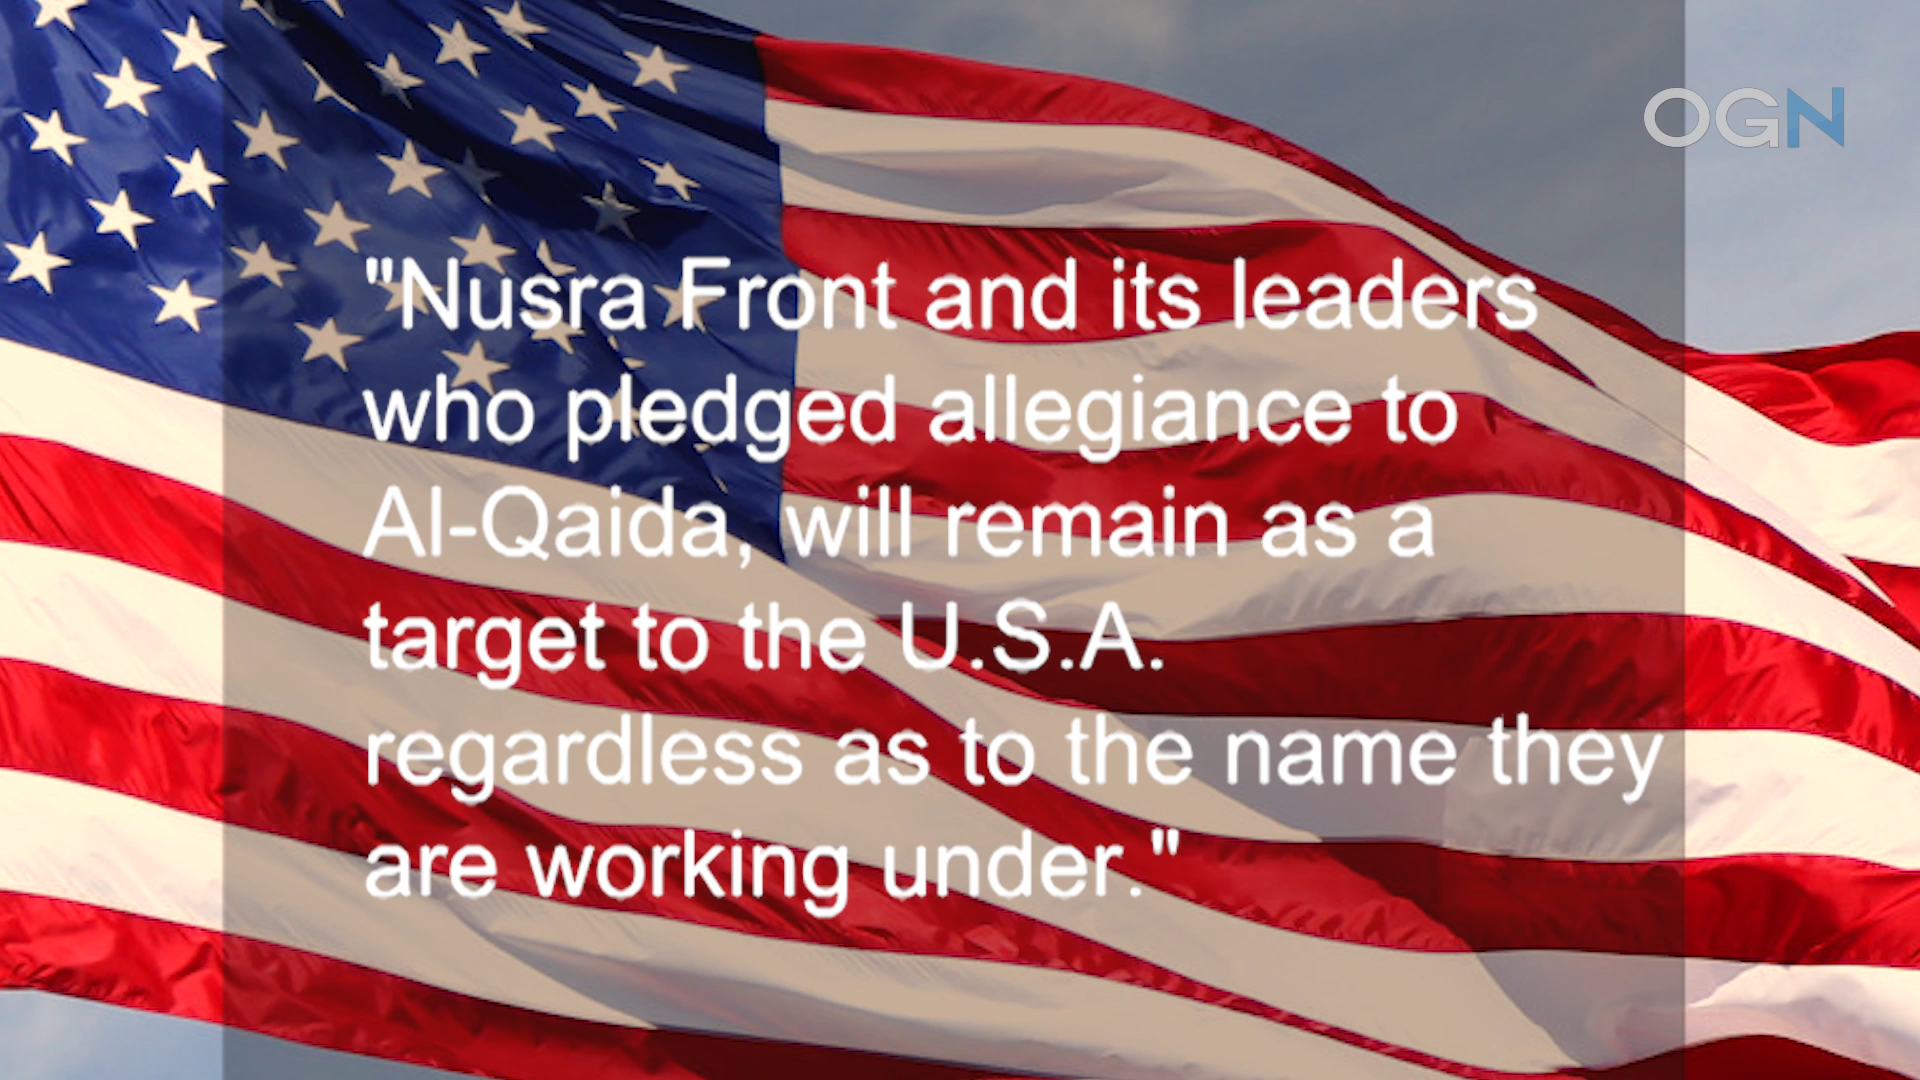 OGN
"Nusra Front and its leaders
who pledged allegiance to
Al-Qaida, will remain as a
target to the U.S.A.
regardless as to the name they
are working under."